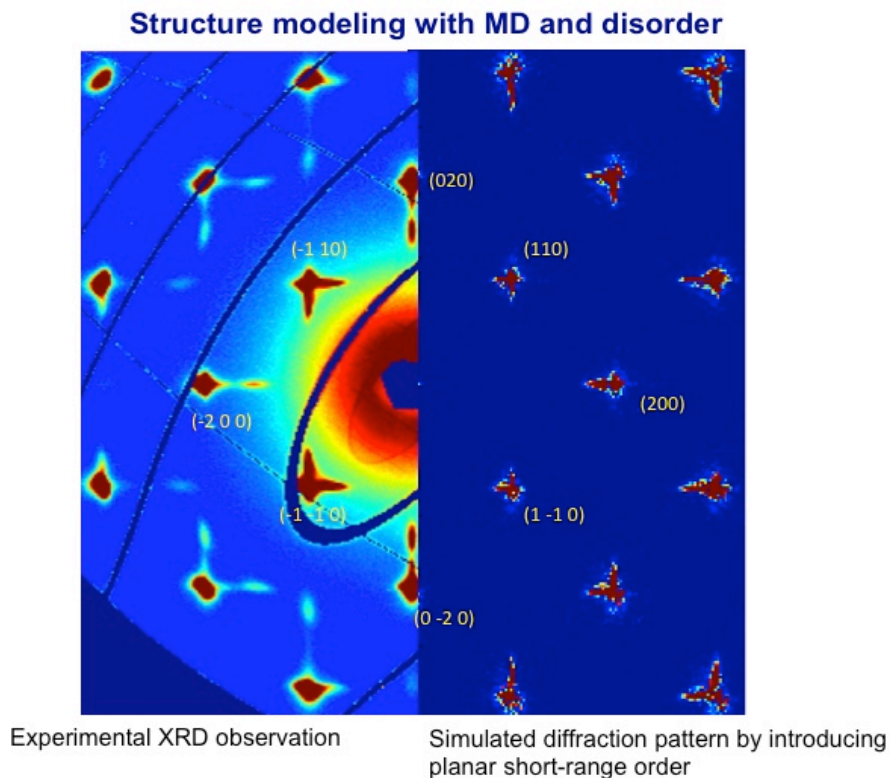 Structure modeling with MD and disorder
(020)
(-1 10)
(110)
(-2 0 0)
(200)
(-1 -1 0)
(1 -1 0)
(0 -2 0)
Experimental XRD observation
Simulated diffraction pattern by introducing
planar short-range order